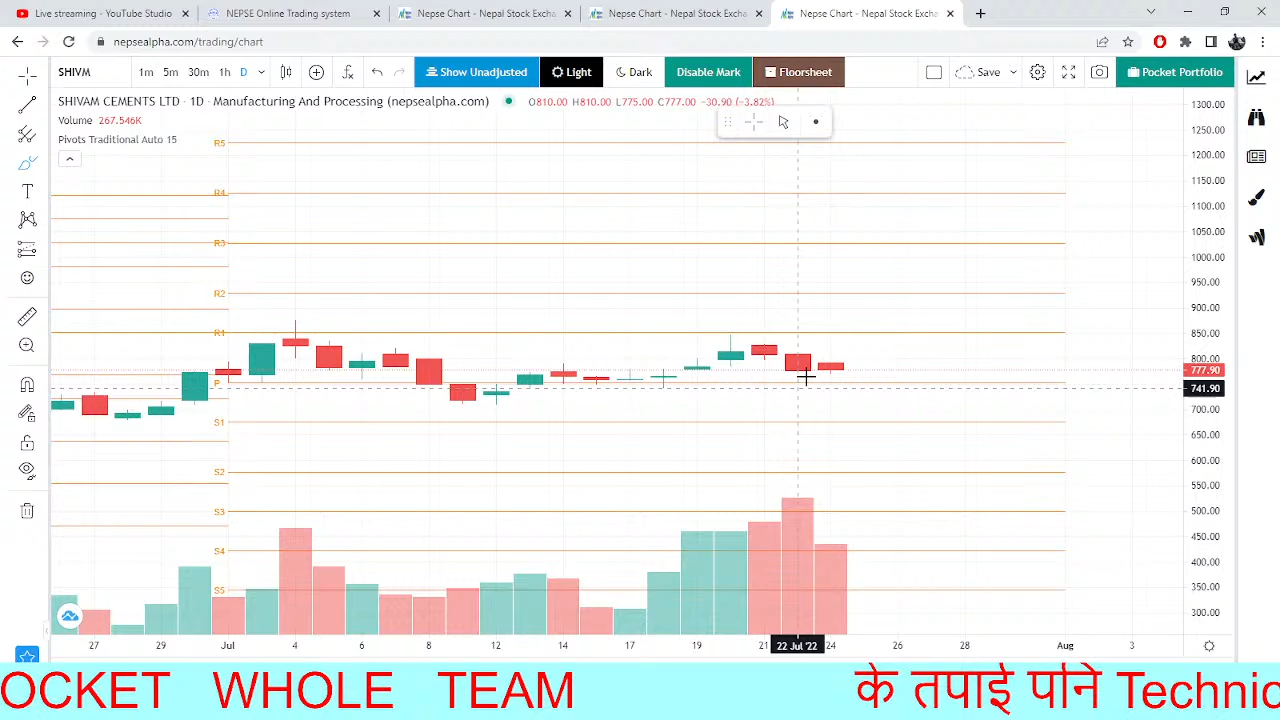 Live streams - YouTube Studio
NEPSE Online Trading
Nepse Chart - Nepal Stock Excha
Nepse Chart - Nepal Stock Excha
Nepse Chart - Nepal Stock Excha
nepsealpha.com/trading/chart
SHIVM 1m 5m 30m 1h D Show Unadjusted Light Dark Disable Mark Floorsheet Save Pocket Portfolio
SHIVAM CEMENTS LTD · 1D · Manufacturing And Processing (nepsealpha.com) O810.00 H810.00 L775.00 C777.00 -30.90 (-3.82%)
Volume 267.546K
Pivots Traditional Auto 15
R5
R4
R3
R2
R1
P
S1
S2
S3
S4
S5
1300.00
1250.00
1200.00
1150.00
1100.00
1050.00
1000.00
950.00
900.00
850.00
800.00
777.90
741.90
700.00
650.00
600.00
550.00
500.00
450.00
400.00
350.00
300.00
27 29 Jul 4 6 8 12 14 17 19 21 22 Jul '22 24 26 28 Aug 3
OCKET WHOLE TEAM के तपाई पनि Technic